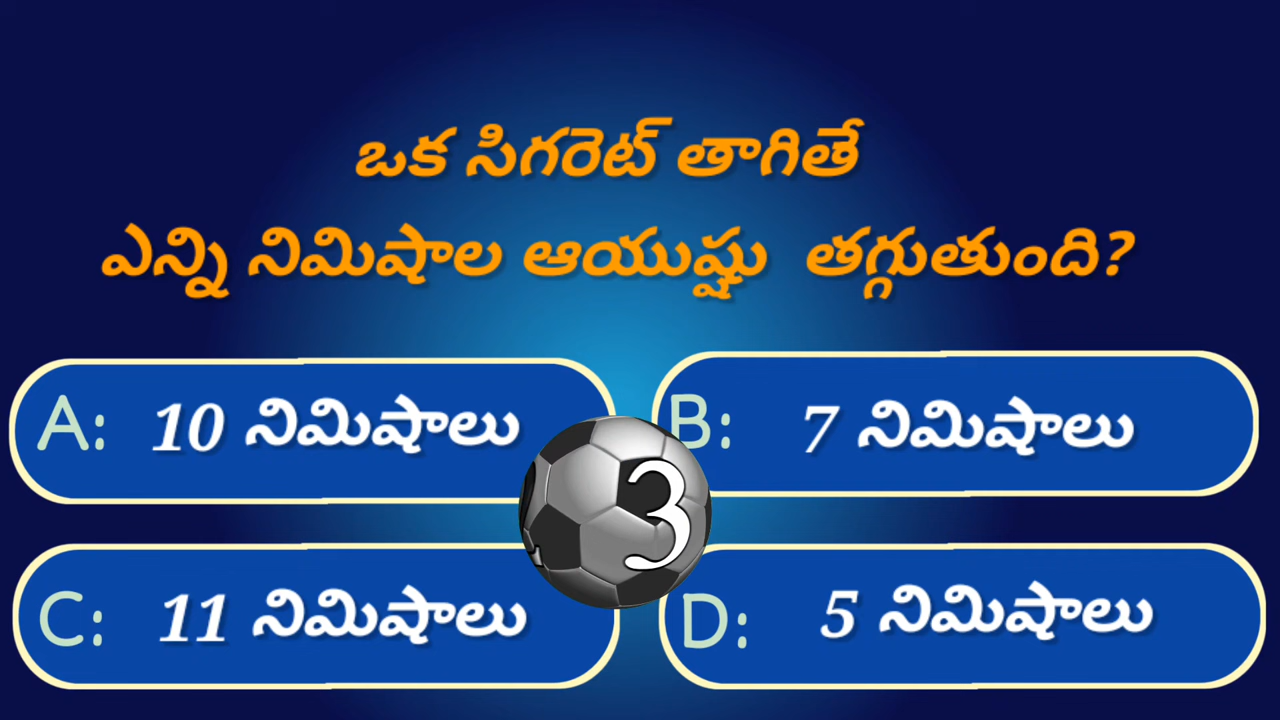 ఒక సిగరెట్ తాగితే
ఎన్ని నిమిషాల ఆయుష్షు తగ్గుతుంది?
A: 10 నిమిషాలు
B: 7 నిమిషాలు
3
C: 11 నిమిషాలు
D: 5 నిమిషాలు